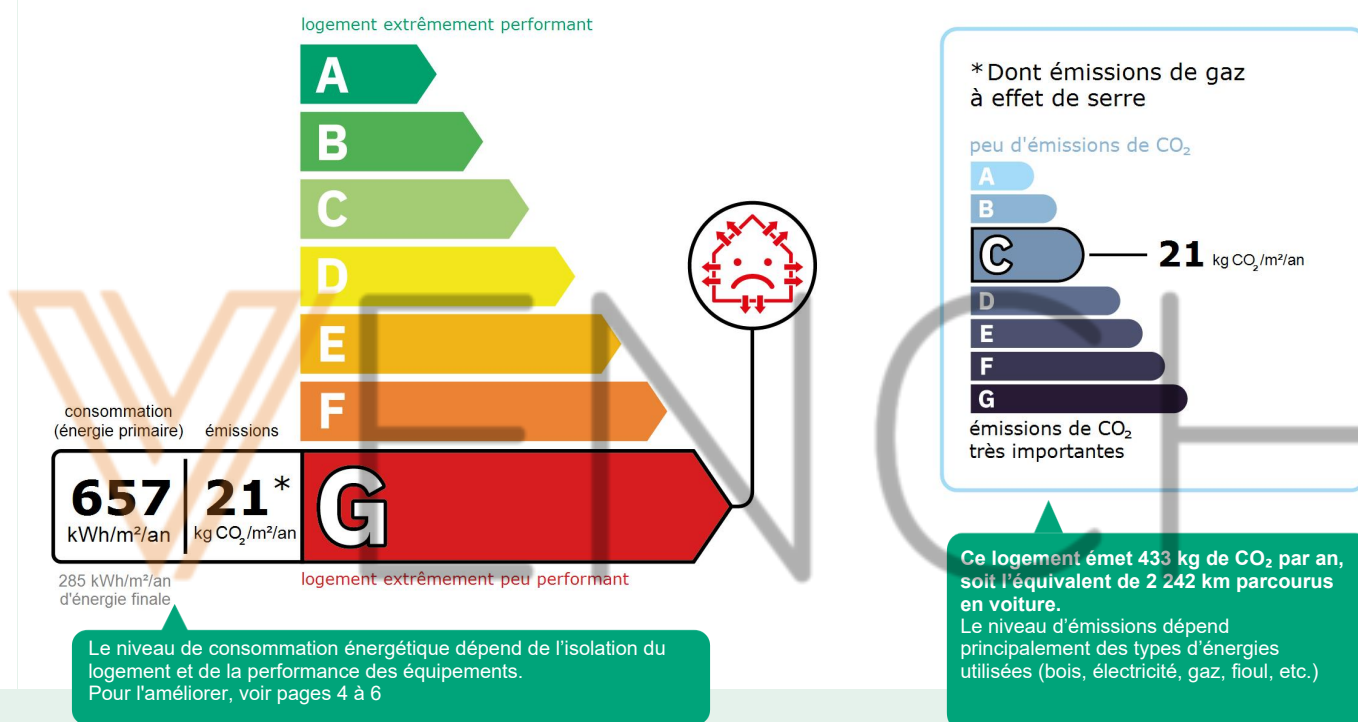 logement extrêmement performant
A
B
C
D
E
F
consommation
(énergie primaire)
émissions
657
kWh/m²/an
21*
kg CO₂/m²/an
G
285 kWh/m²/an
d'énergie finale
logement extrêmement peu performant
Le niveau de consommation énergétique dépend de l'isolation du
logement et de la performance des équipements.
Pour l'améliorer, voir pages 4 à 6
*Dont émissions de gaz
à effet de serre
peu d'émissions de CO₂
A
B
C
21 kg CO₂/m²/an
D
E
F
G
émissions de CO₂
très importantes
Ce logement émet 433 kg de CO₂ par an,
soit l'équivalent de 2 242 km parcourus
en voiture.
Le niveau d'émissions dépend
principalement des types d'énergies
utilisées (bois, électricité, gaz, fioul, etc.)
VENCH